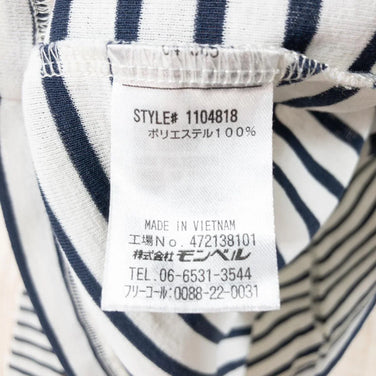 STYLE# 1104818
ポリエステル100%
MADE IN VIETNAM
工場No. 472138101
株式会社 モンベル
TEL. 06-6531-3544
フリーコール:0088-22-0031